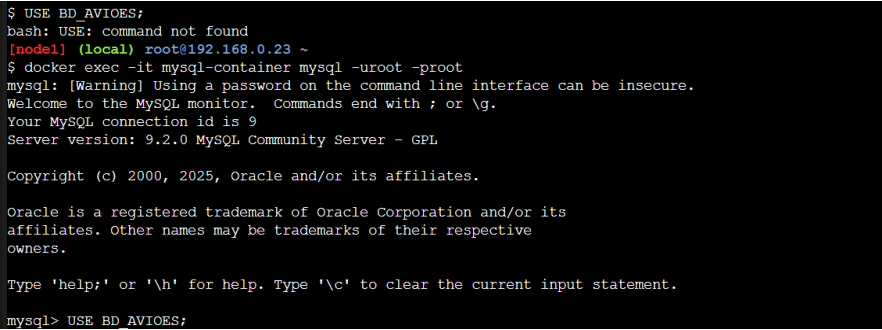 $ USE BD_AVIOES;
bash: USE: command not found
[node1] (local) root@192.168.0.23 ~
$ docker exec -it mysql-container mysql -uroot -proot
mysql: [Warning] Using a password on the command line interface can be insecure.
Welcome to the MySQL monitor.  Commands end with ; or \g.
Your MySQL connection id is 9
Server version: 9.2.0 MySQL Community Server - GPL
Copyright (c) 2000, 2025, Oracle and/or its affiliates.
Oracle is a registered trademark of Oracle Corporation and/or its
affiliates. Other names may be trademarks of their respective
owners.
Type 'help;' or '\h' for help. Type '\c' to clear the current input statement.
mysql> USE BD_AVIOES;